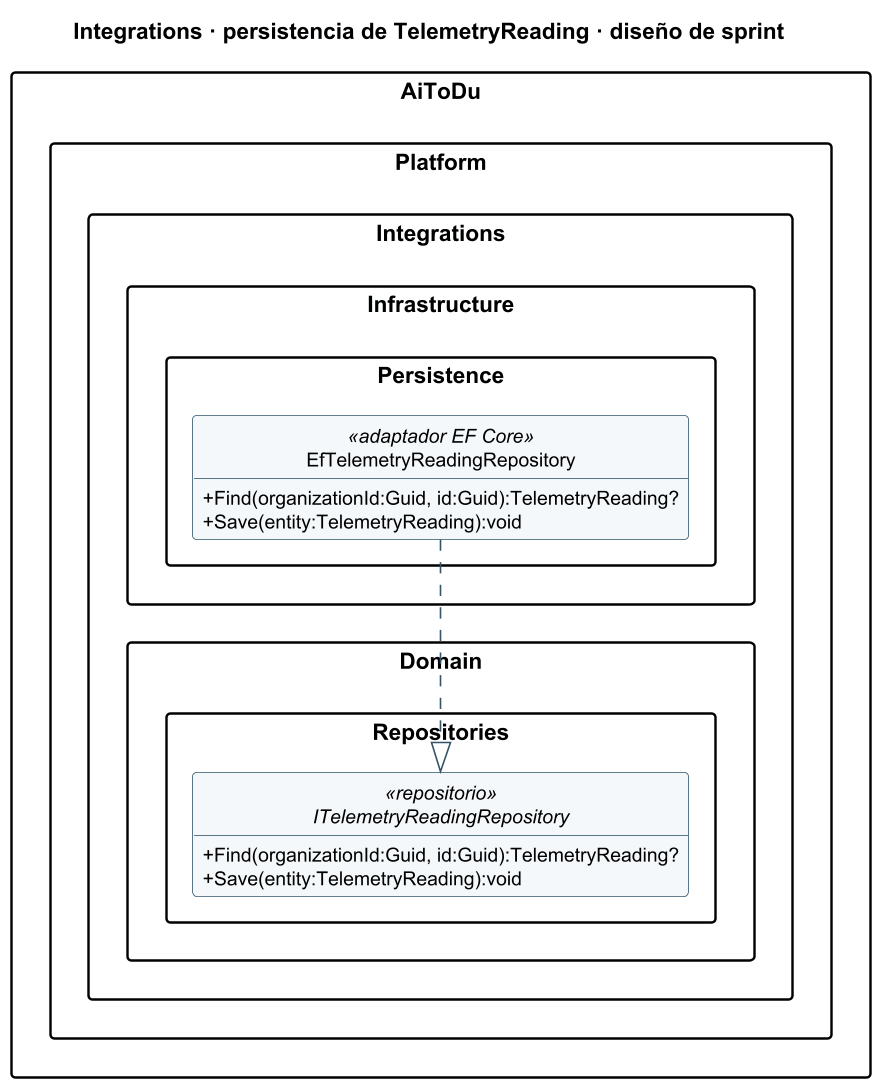 Integrations · persistencia de TelemetryReading · diseño de sprint
AiToDu
Platform
Integrations
Infrastructure
Persistence
«adaptador EF Core»
EfTelemetryReadingRepository
+Find(organizationId:Guid, id:Guid):TelemetryReading?
+Save(entity:TelemetryReading):void
Domain
Repositories
«repositorio»
ITelemetryReadingRepository
+Find(organizationId:Guid, id:Guid):TelemetryReading?
+Save(entity:TelemetryReading):void